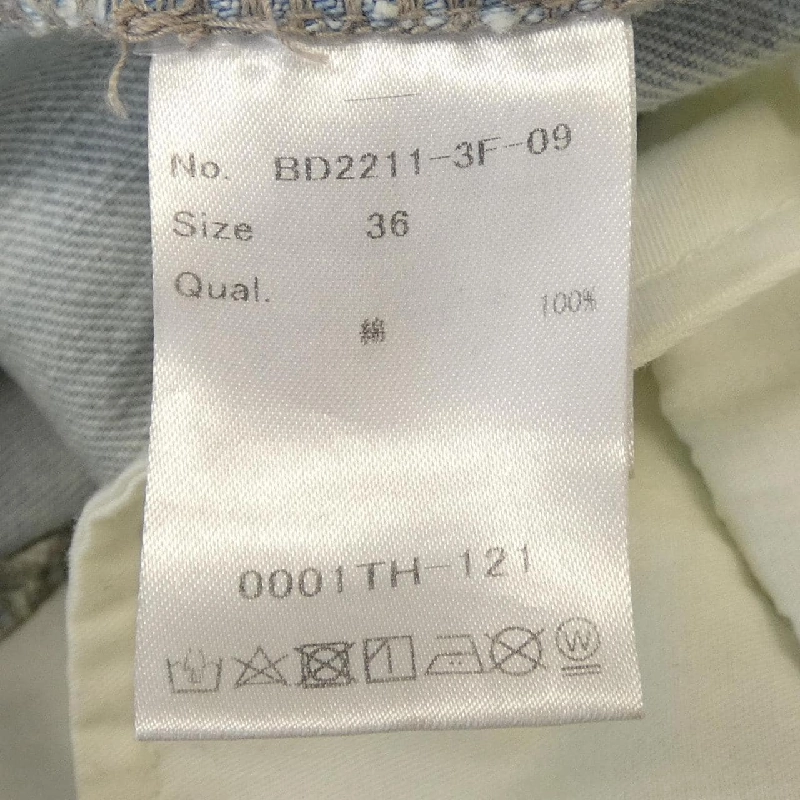 No. BD2211-3F-09
Size 36
Qual.
綿 100%
0001TH-121
W